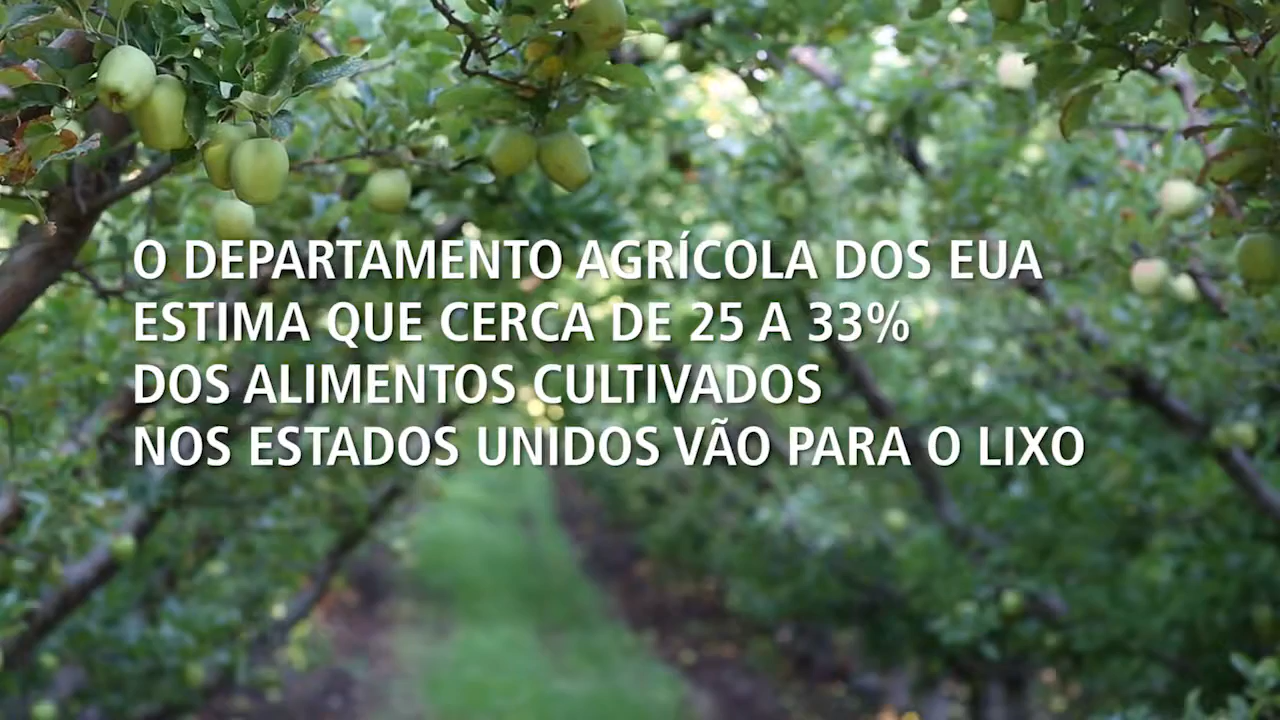 O DEPARTAMENTO AGRÍCOLA DOS EUA
ESTIMA QUE CERCA DE 25 A 33%
DOS ALIMENTOS CULTIVADOS
NOS ESTADOS UNIDOS VÃO PARA O LIXO